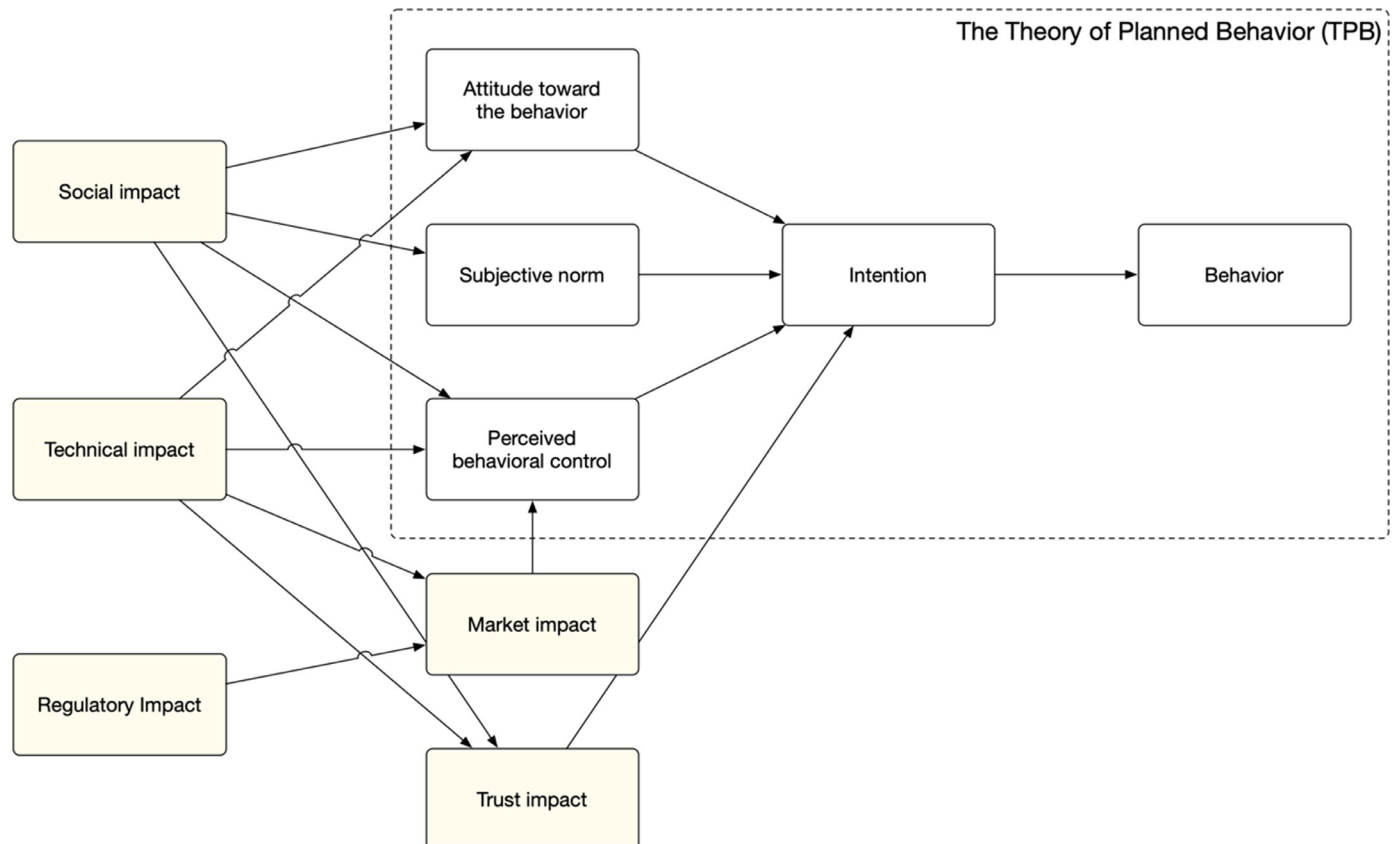 The Theory of Planned Behavior (TPB)
Attitude toward
the behavior
Social impact
Subjective norm
Intention
Behavior
Technical impact
Perceived
behavioral control
Market impact
Regulatory Impact
Trust impact